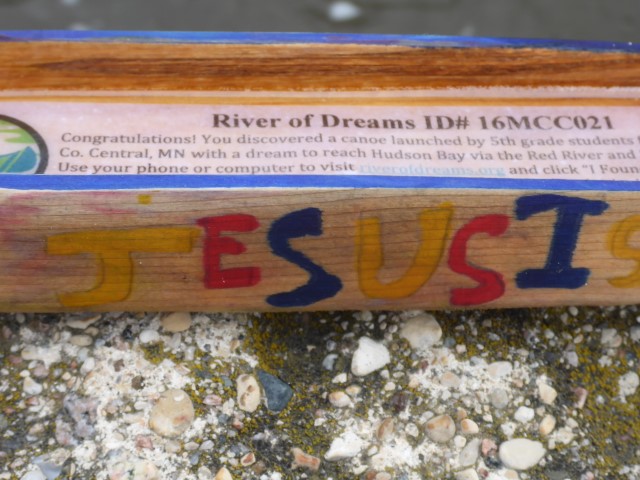 River of Dreams ID# 16MCC021
Congratulations! You discovered a canoe launched by 5th grade students
Co. Central, MN with a dream to reach Hudson Bay via the Red River and
Use your phone or computer to visit riverofdreams.org and click "I Foun
JESUS IS